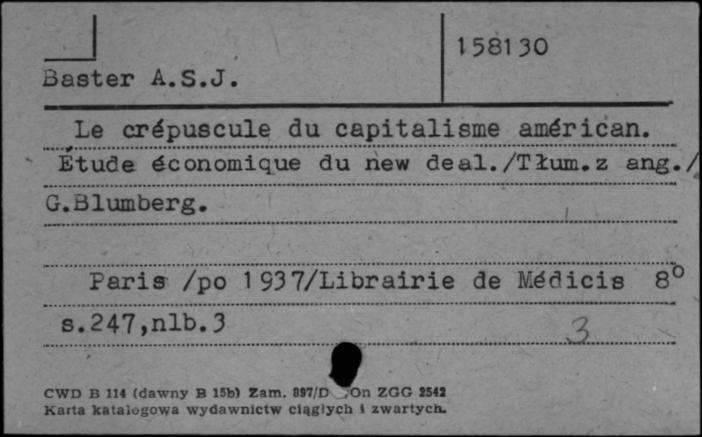 158130
Baster A.S.J.
Le crépuscule du capitalisme américan.
Étude économique du new deal./Tłum.z ang./
G.Blumberg.
Paris /po 1937/Librairie de Médicis 8°
s.247,nlb.3
3
CWD B 114 (dawny B 15b) Zam. 897/D On ZGG 2542
Karta katalogowa wydawnictw ciągłych i zwartych.